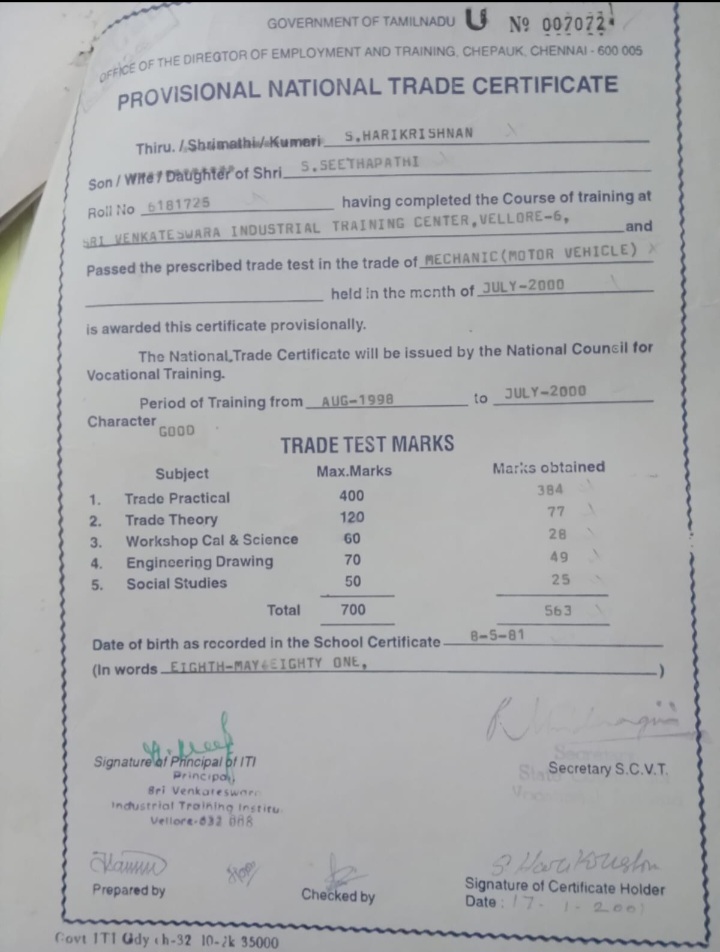 GOVERNMENT OF TAMILNADU U № 007072
OFFICE OF THE DIRECTOR OF EMPLOYMENT AND TRAINING, CHEPAUK, CHENNAI - 600 005
PROVISIONAL NATIONAL TRADE CERTIFICATE
Thiru. / Shrimathi / Kumari S.HARIKRISHNAN
Son / Wife / Daughter of Shri S.SEETHAPATHI
Roll No 6181725 having completed the Course of training at
SRI VENKATESWARA INDUSTRIAL TRAINING CENTER,VELLORE-6, and
Passed the prescribed trade test in the trade of MECHANIC(MOTOR VEHICLE)
held in the month of JULY-2000
is awarded this certificate provisionally.
The National Trade Certificate will be issued by the National Council for
Vocational Training.
Period of Training from AUG-1998 to JULY-2000
Character GOOD
TRADE TEST MARKS
Subject Max.Marks Marks obtained
1. Trade Practical 400 384
2. Trade Theory 120 77
3. Workshop Cal & Science 60 28
4. Engineering Drawing 70 49
5. Social Studies 50 25
Total 700 563
Date of birth as recorded in the School Certificate 8-5-81
(In words EIGHTH-MAY-EIGHTY ONE, )
Signature of Principal of ITI
Secretary S.C.V.T.
Principal
Sri Venkateswara
Industrial Training Institu
Vellore-632
Prepared by
Checked by
S Harikrishnan
Signature of Certificate Holder
Date : 17-1-2001
Govt ITI Gdy ch-32 10-2k 35000